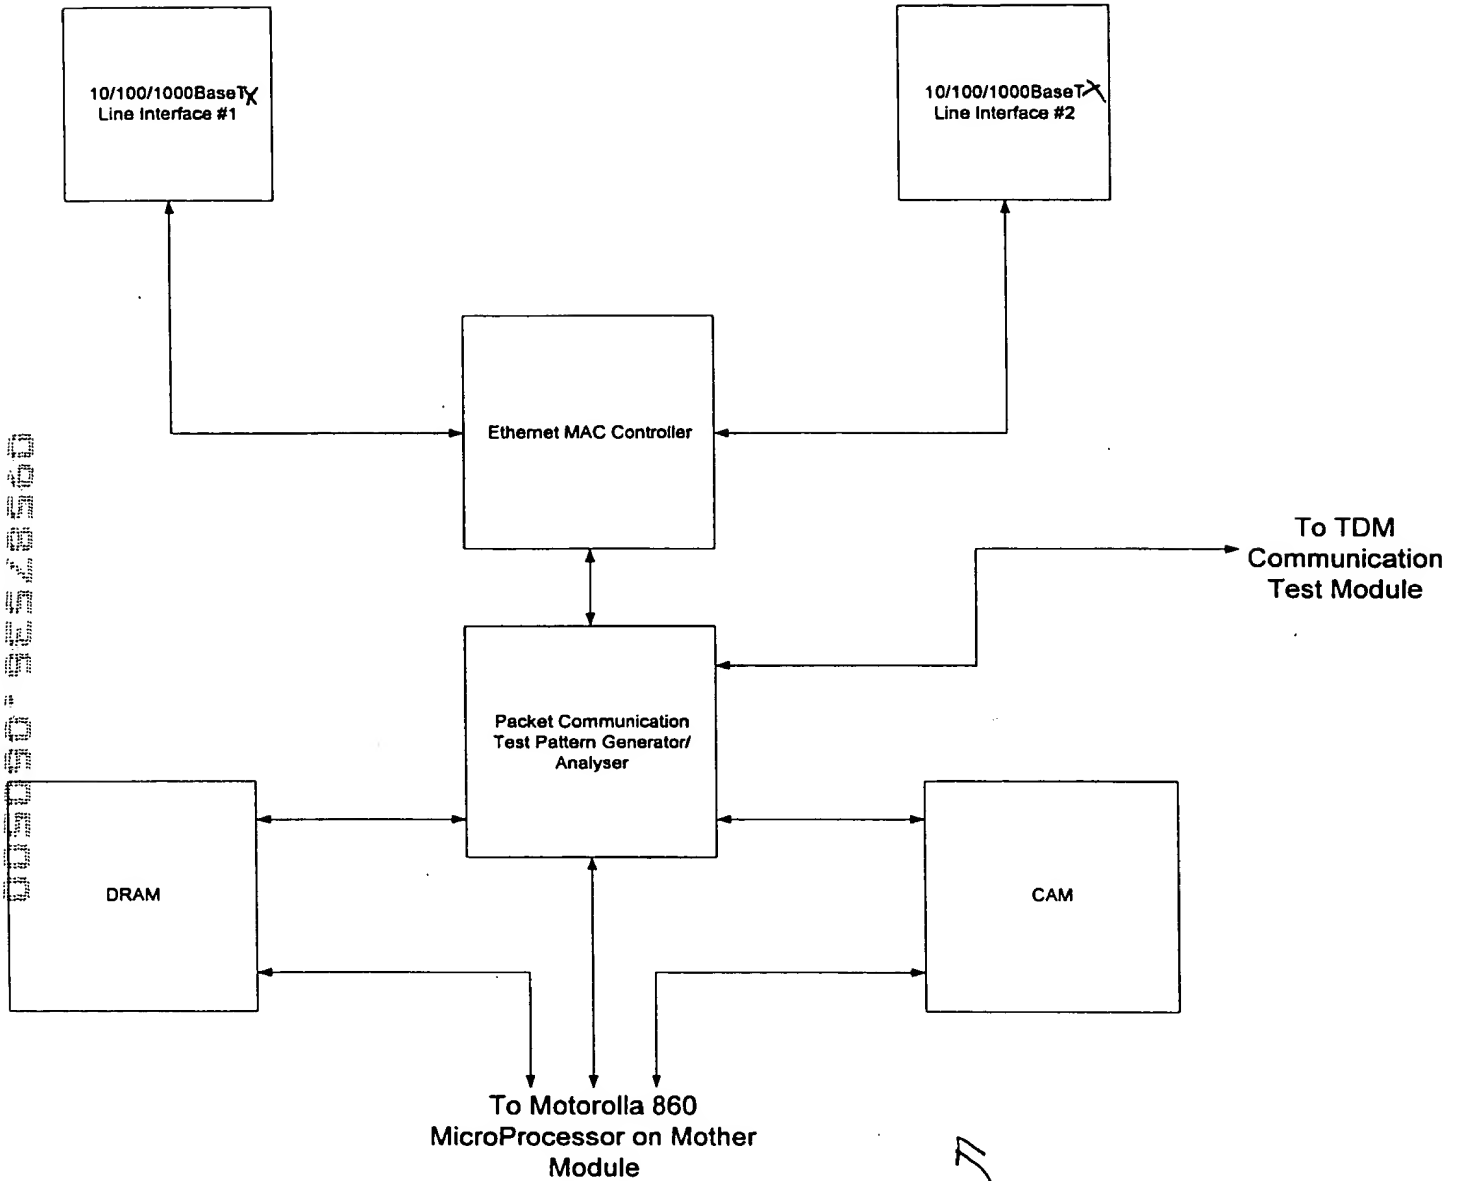 10/100/1000BaseTX
Line Interface #1
10/100/1000BaseTX
Line Interface #2
Ethernet MAC Controller
To TDM
Communication
Test Module
Packet Communication
Test Pattern Generator/
Analyser
DRAM
CAM
To Motorolla 860
MicroProcessor on Mother
Module